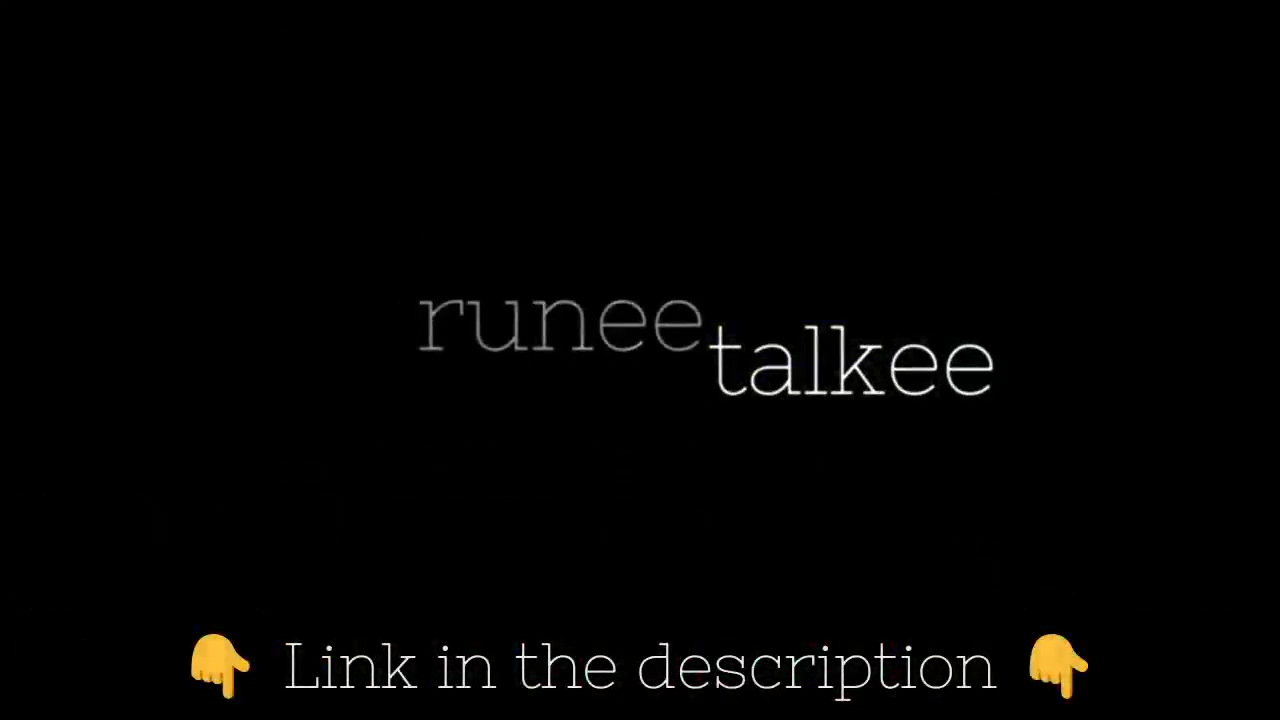 runee
talkee
👇 Link in the description 👇